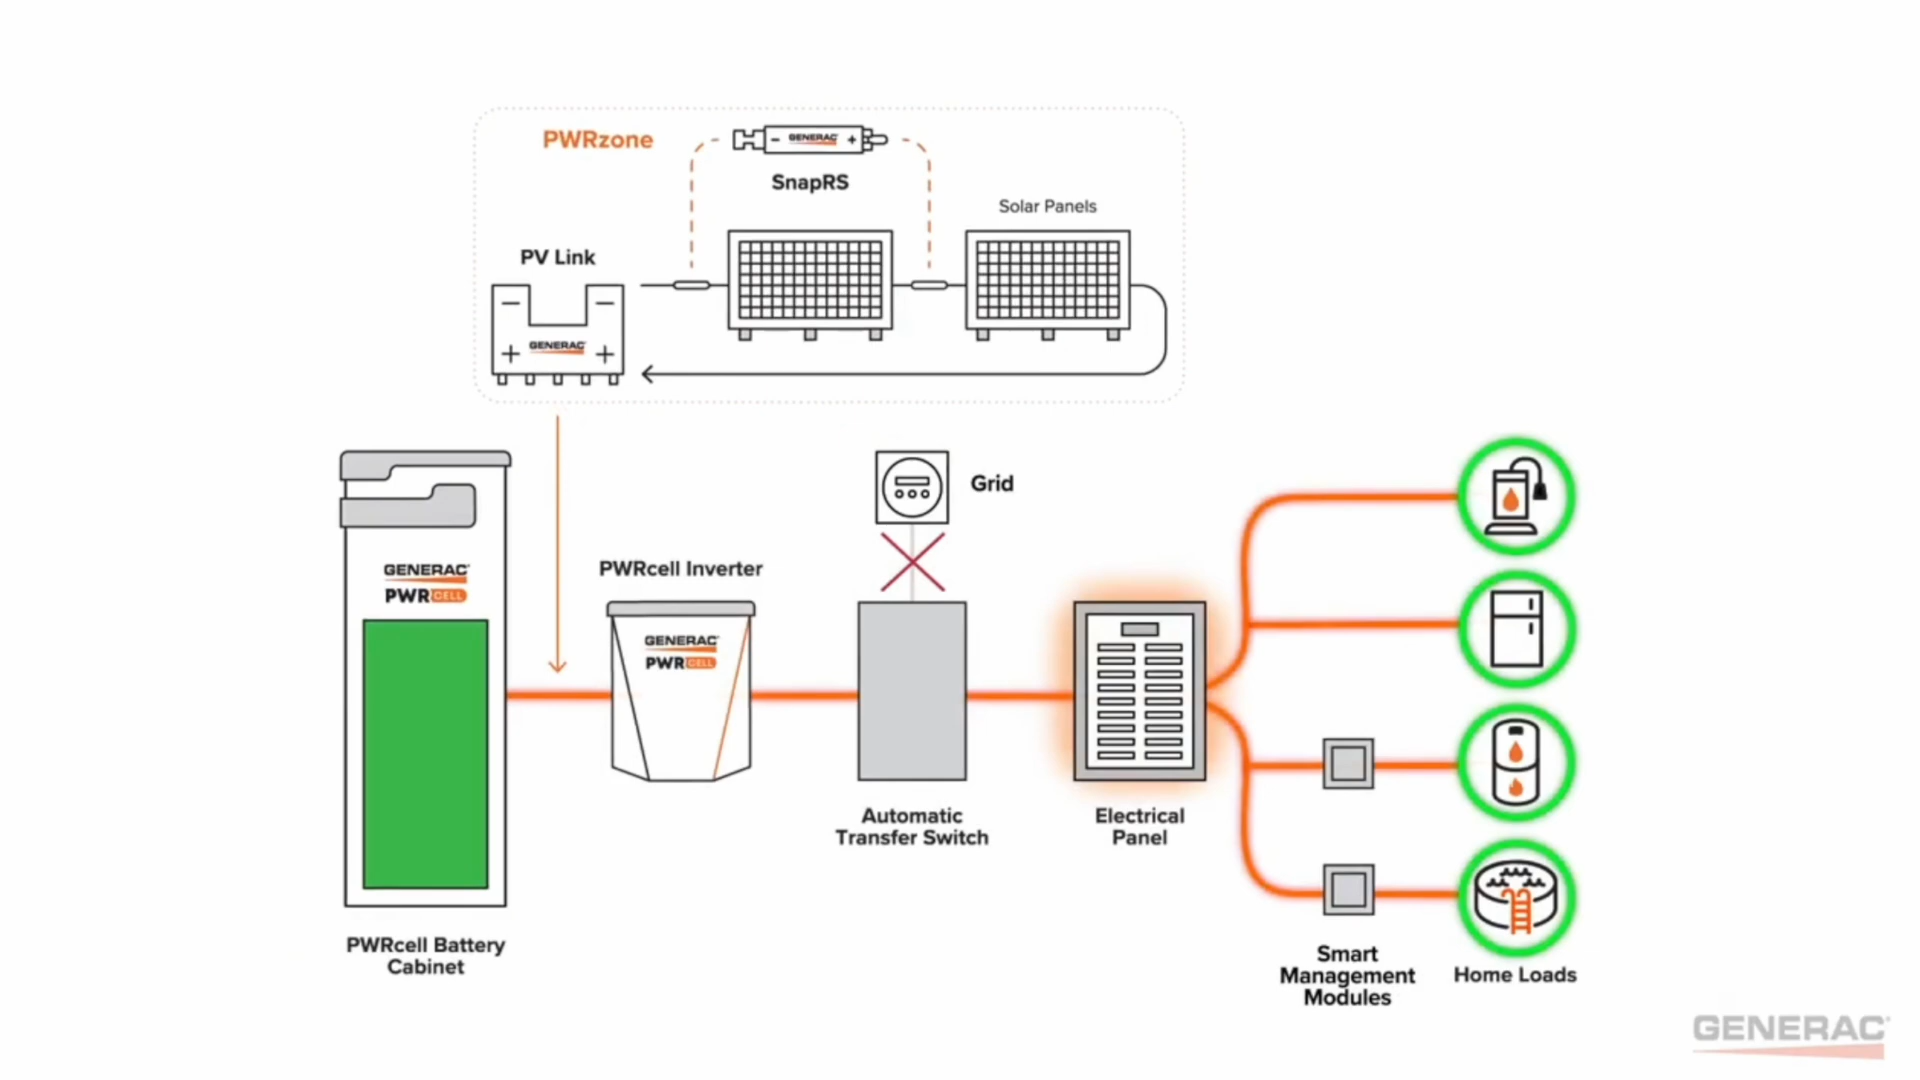 PWRzone
GENERAC
SnapRS
Solar Panels
PV Link
GENERAC
Grid
GENERAC
PWRCELL
PWRcell Inverter
GENERAC
PWRCELL
Automatic
Transfer Switch
Electrical
Panel
PWRcell Battery
Cabinet
Smart
Management
Modules
Home Loads
GENERAC